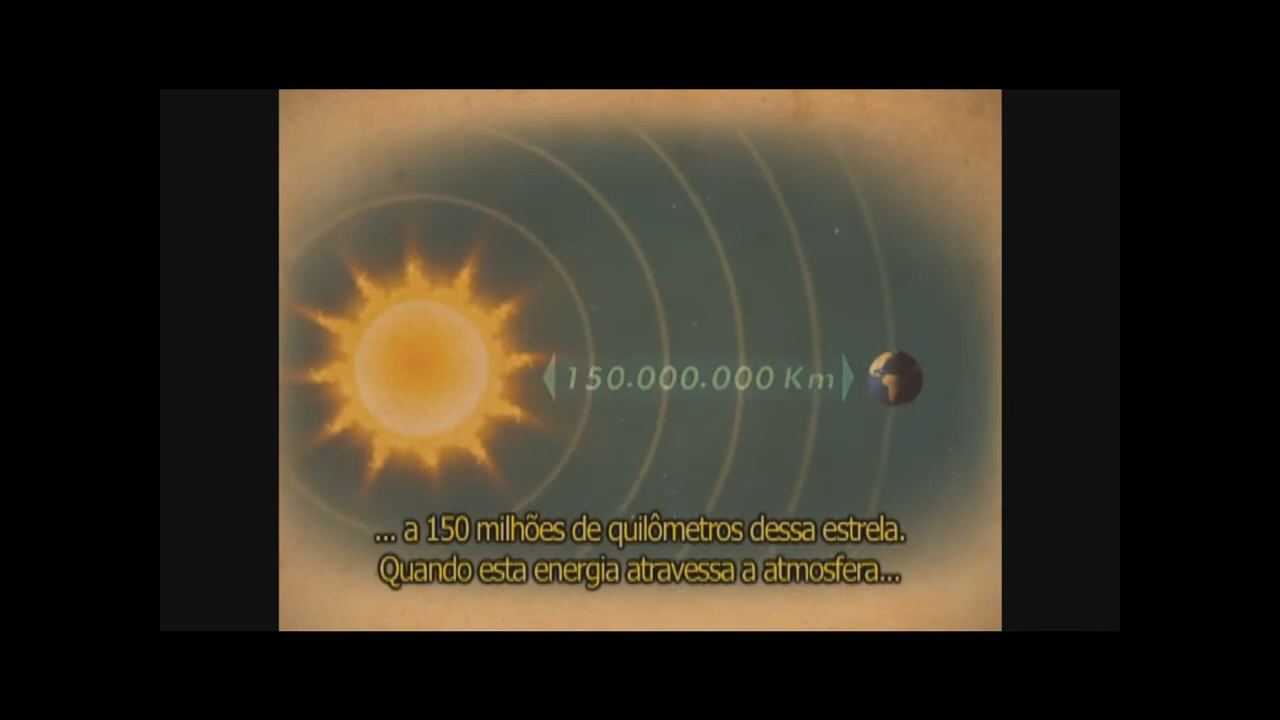 150.000.000 Km
... a 150 milhões de quilômetros dessa estrela.
Quando esta energia atravessa a atmosfera...